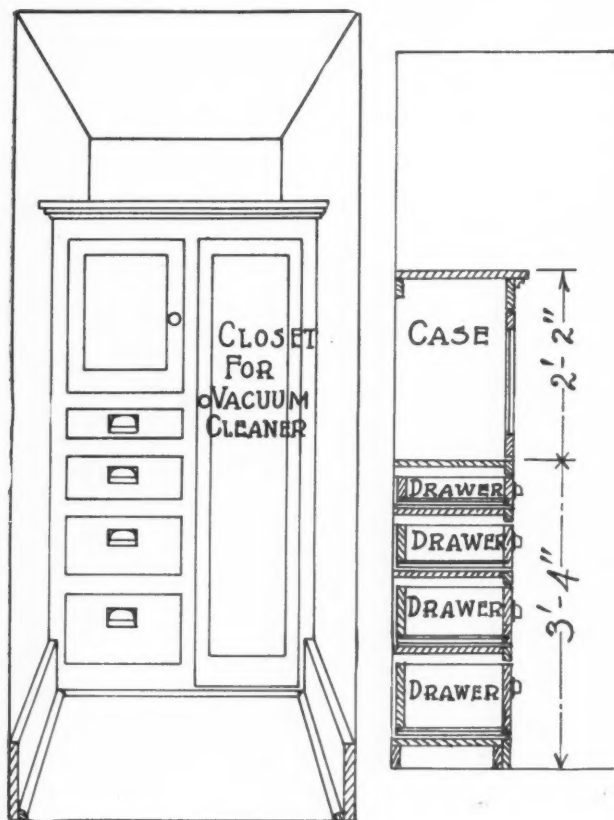 CLOSET
FOR
VACUUM
CLEANER
CASE
DRAWER
DRAWER
DRAWER
DRAWER
2'-2"
3'-4"